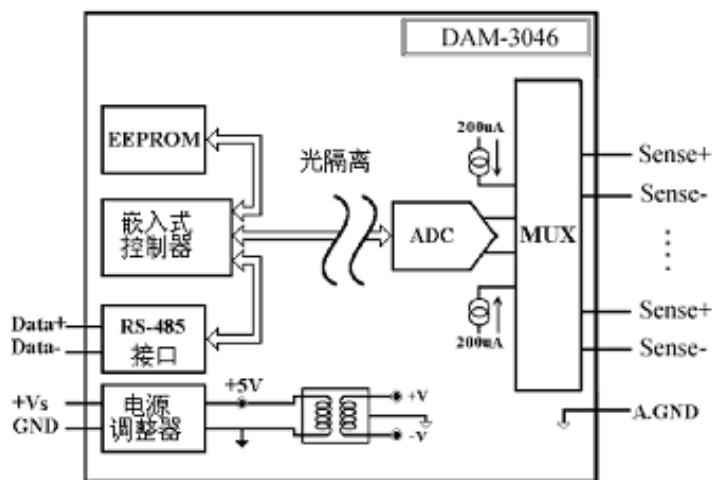 DAM-3046
EEPROM
200uA
光隔离
Sense+
Sense-
嵌入式
控制器
ADC
MUX
Data+
Data-
RS-485
接口
200uA
Sense+
Sense-
+Vs
GND
电源
调整器
+5V
+V
-V
A.GND